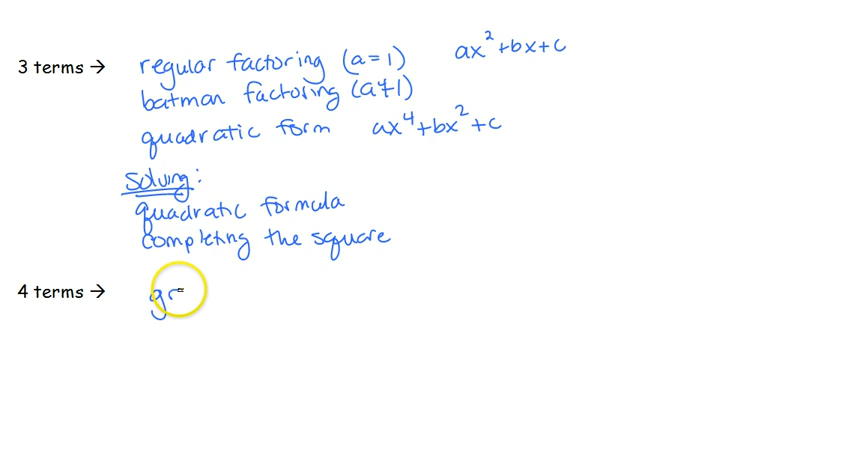 3 terms → regular factoring (a=1) ax²+bx+c
batman factoring (a≠1)
quadratic form ax⁴+bx²+c
Solving:
quadratic formula
completing the square
4 terms → gr